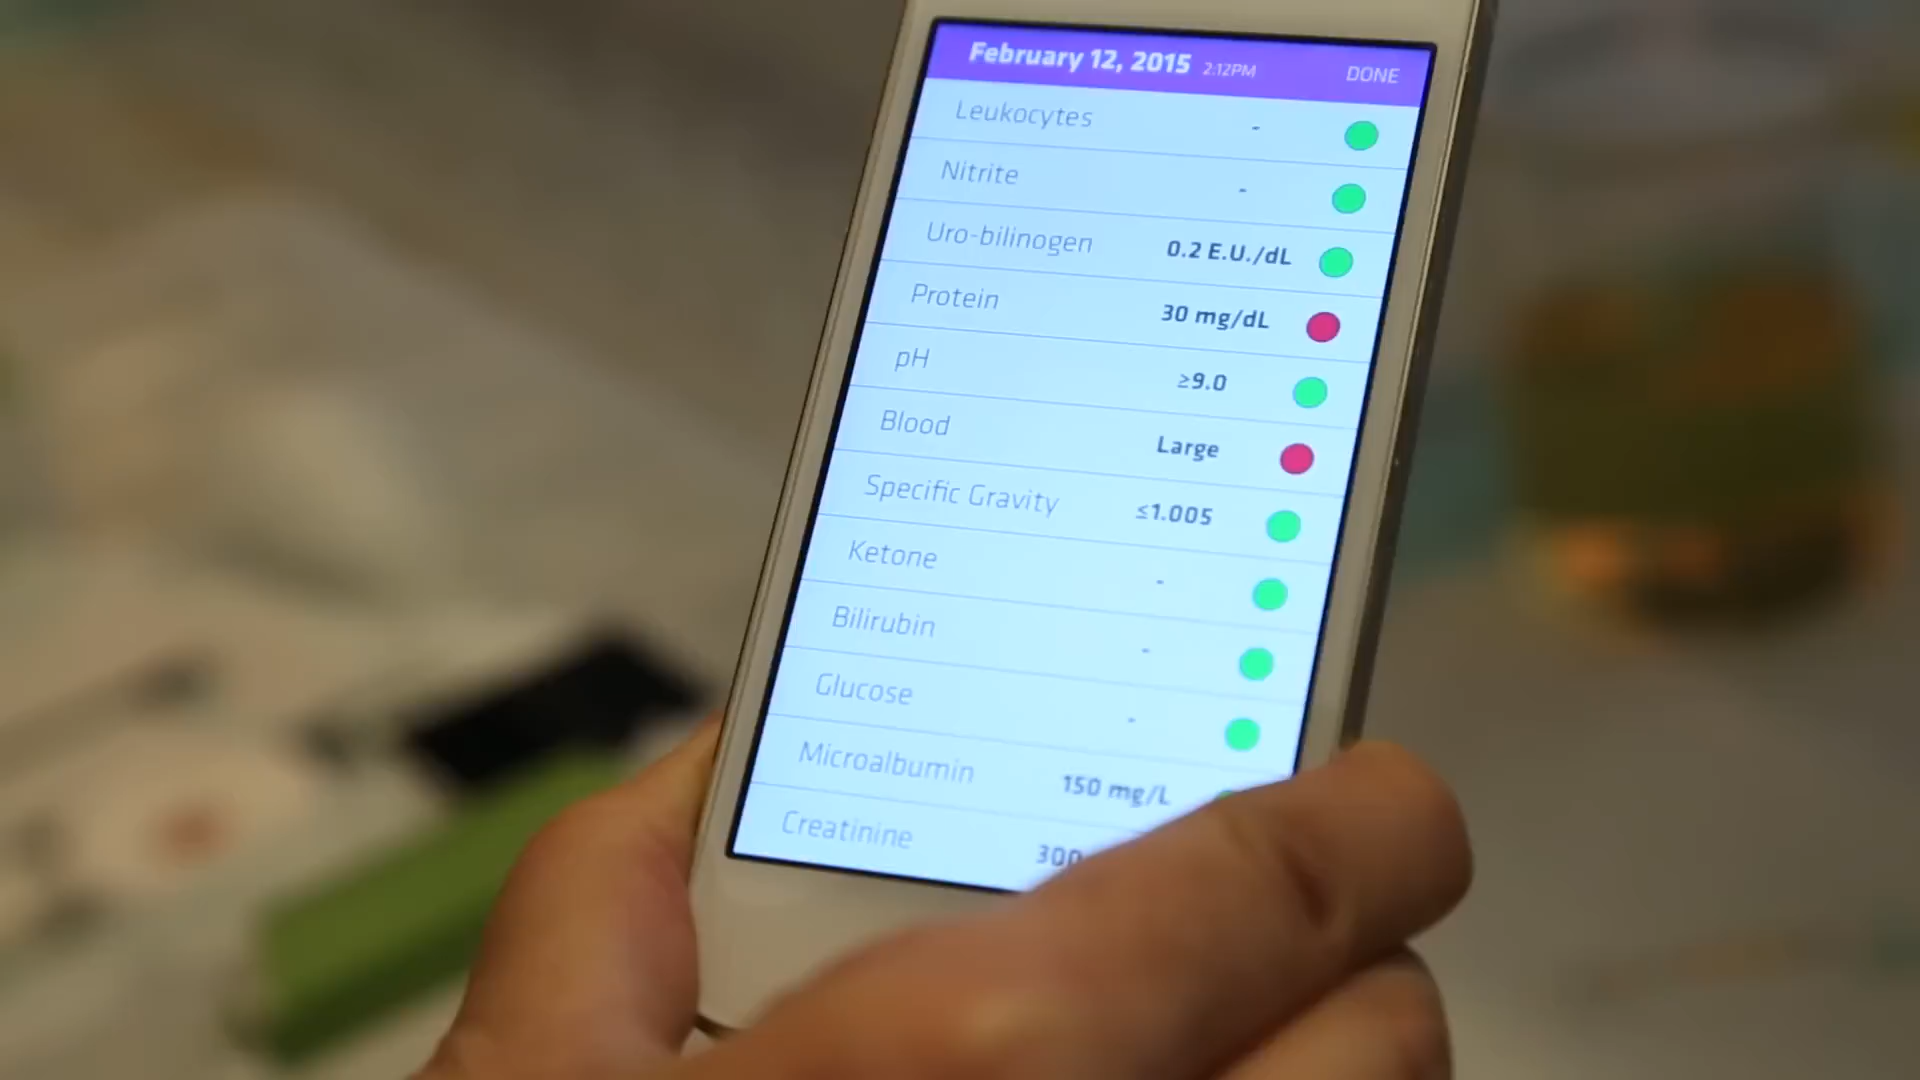 February 12, 2015 2:12PM DONE
Leukocytes -
Nitrite -
Uro-bilinogen 0.2 E.U./dL
Protein 30 mg/dL
pH ≥9.0
Blood Large
Specific Gravity ≤1.005
Ketone -
Bilirubin -
Glucose -
Microalbumin 150 mg/L
Creatinine 300